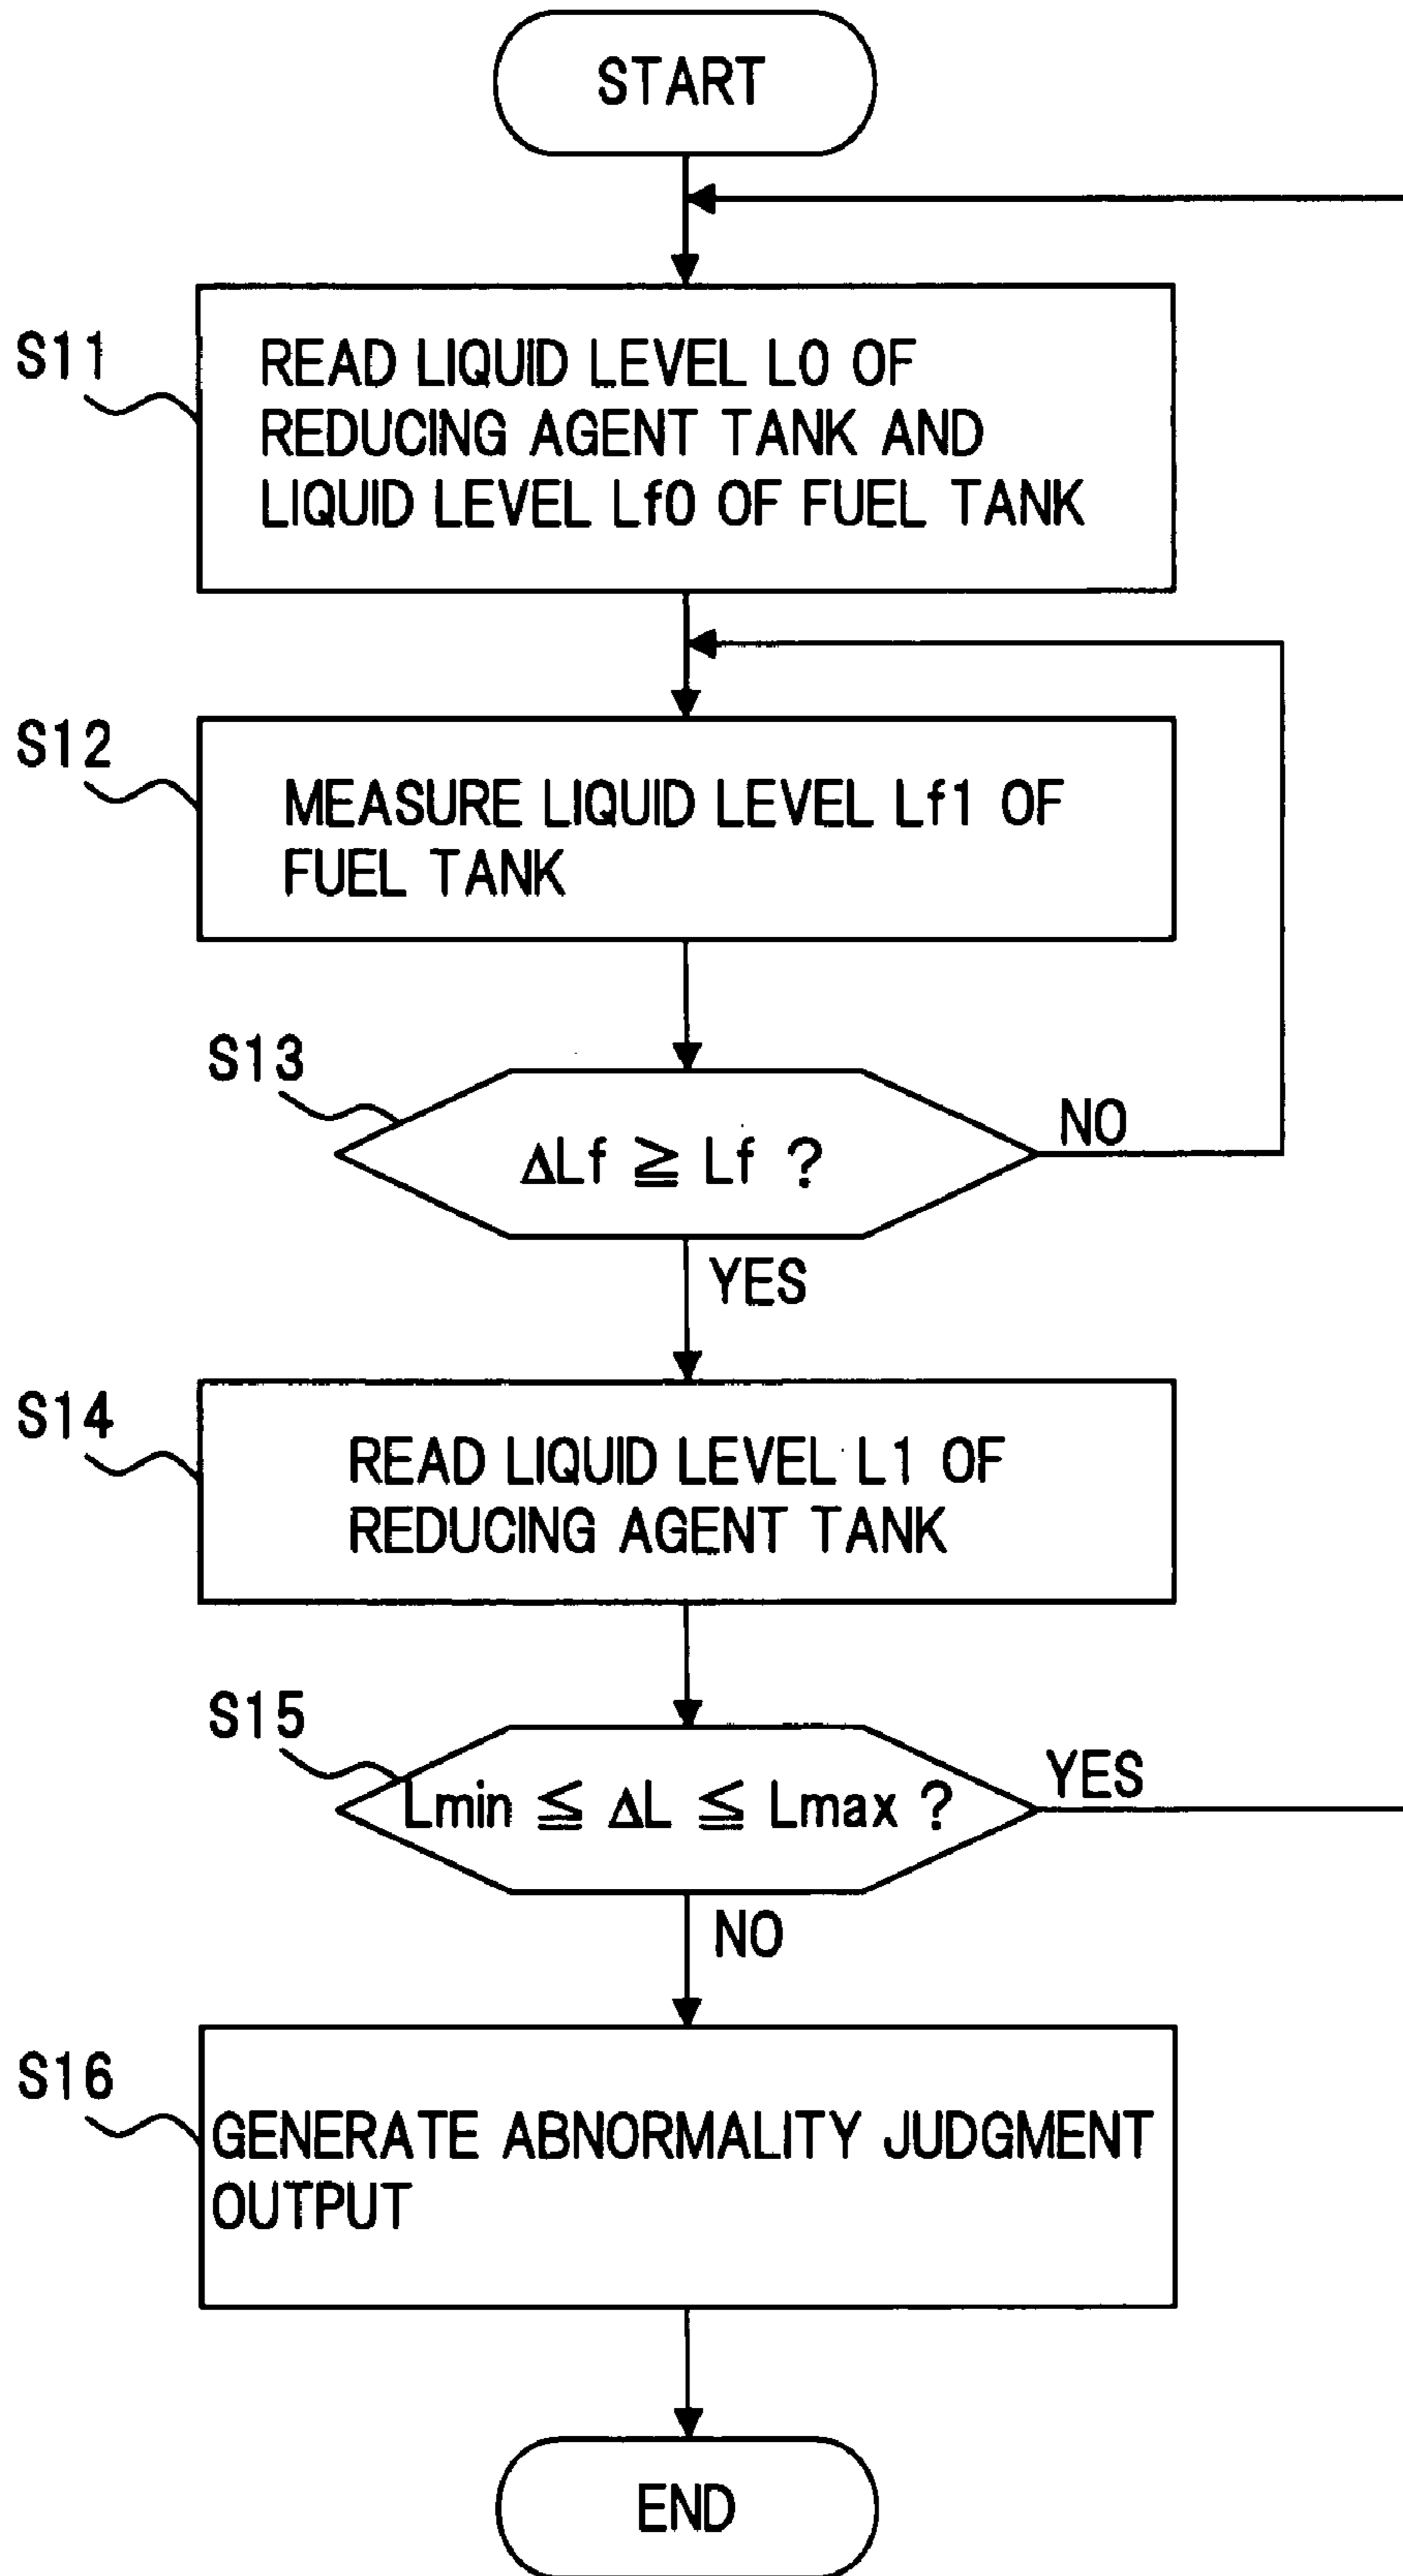 START
S11
READ LIQUID LEVEL L0 OF
REDUCING AGENT TANK AND
LIQUID LEVEL Lf0 OF FUEL TANK
S12
MEASURE LIQUID LEVEL Lf1 OF
FUEL TANK
S13
ΔLf ≧ Lf ?
NO
YES
S14
READ LIQUID LEVEL L1 OF
REDUCING AGENT TANK
S15
Lmin ≦ ΔL ≦ Lmax ?
YES
NO
S16
GENERATE ABNORMALITY JUDGMENT
OUTPUT
END